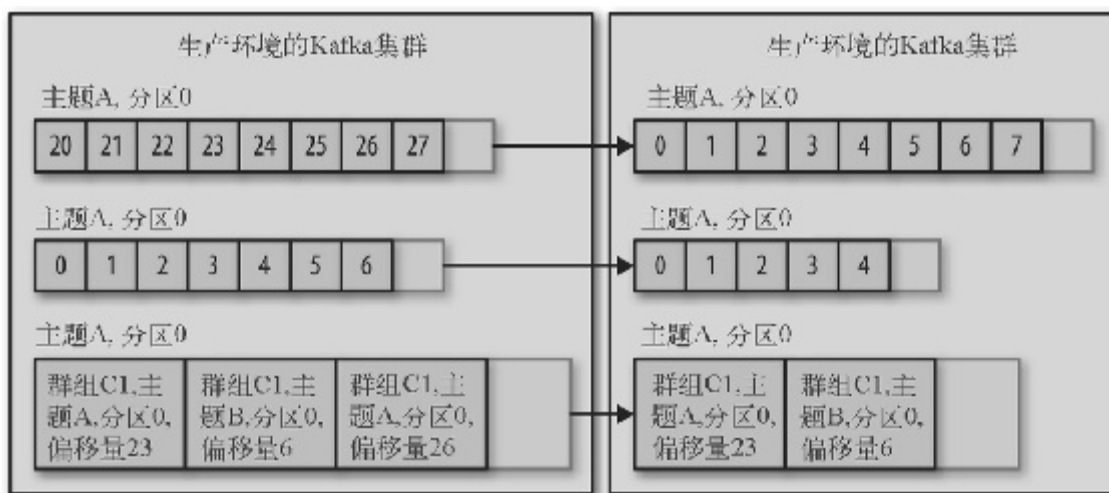 生产环境的Kafka集群
主题A, 分区0
20 21 22 23 24 25 26 27
主题A, 分区0
0 1 2 3 4 5 6
主题A, 分区0
群组C1,主
题A,分区0,
偏移量23
群组C1,主
题B,分区0,
偏移量6
群组C1,主
题A,分区0,
偏移量26
生产环境的Kafka集群
主题A, 分区0
0 1 2 3 4 5 6 7
主题A, 分区0
0 1 2 3 4
主题A, 分区0
群组C1,主
题A,分区0,
偏移量23
群组C1,主
题B,分区0,
偏移量6